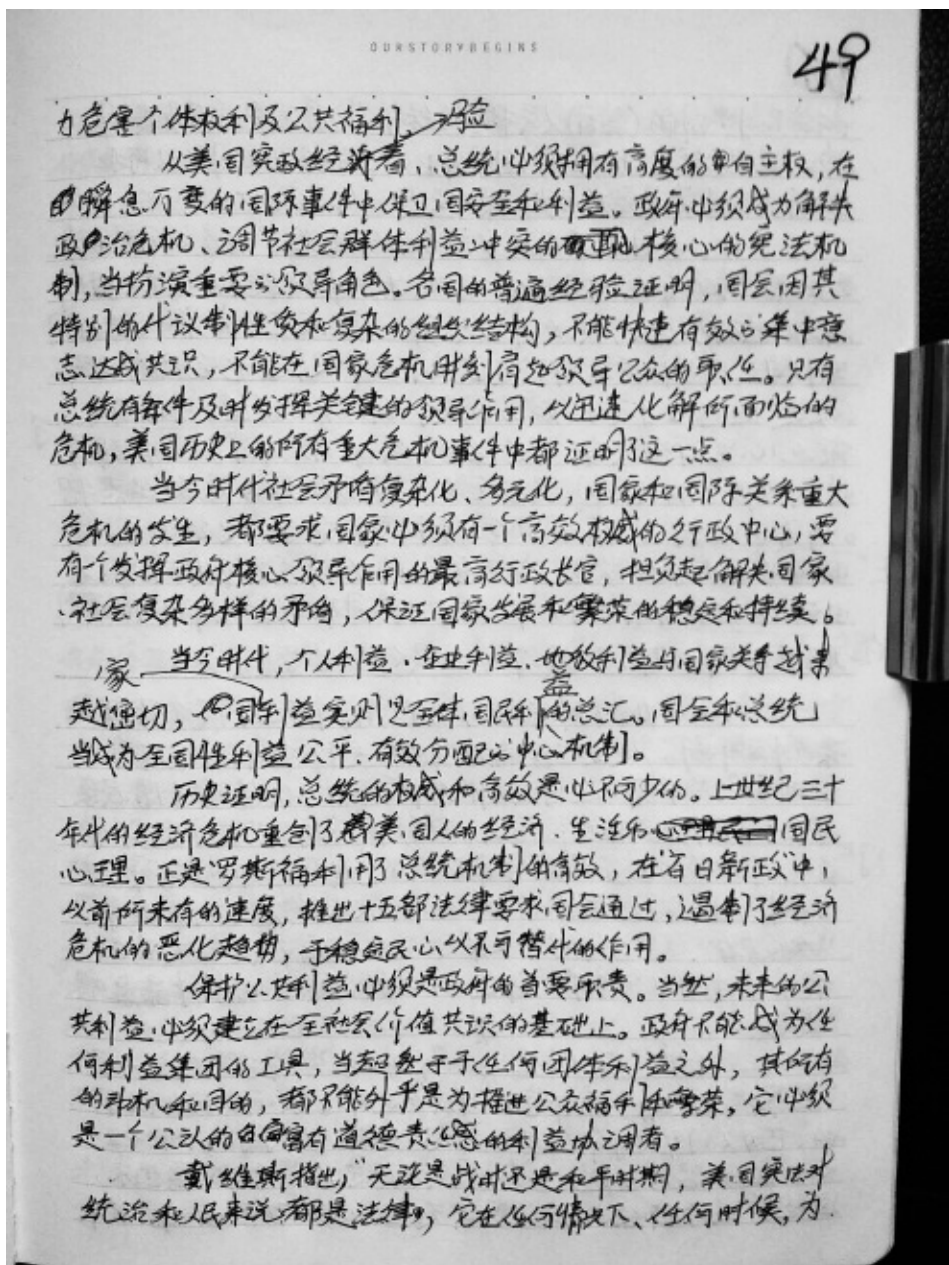 OURSTORYBEGINS
49
力危害个体权利及公共福利。
验
从美国宪政经济看、总统必须拥有高度的自主权，在
瞬息万变的国际事件中保卫国安全和利益。政府必须成为解决
政治危机、调节社会群体利益冲突的核心的宪法机
制，当扮演重要的领导角色。各国的普遍经验证明，国会因其
特别的代议制性质和复杂的组织结构，不能快速有效的集中意
志达成共识，不能在国家危机时刻肩起领导公众的职任。只有
总统有条件及时发挥关键的领导作用，以迅速化解所面临的
危机，美国历史上的所有重大危机事件中都证明了这一点。
当今时代社会矛盾复杂化、多元化，国家和国际关系重大
危机的发生，都要求国家必须有一个高效权威的行政中心，要
有一个发挥政府核心领导作用的最高行政长官，担负起解决国家
社会复杂多样的矛盾，保证国家发展和繁荣的稳定和持续。
当今时代，个人利益、企业利益、地放利益与国家关系越来
家
益
越密切，国利益实则是全体国民利的总汇。国会和总统
当成为全国性利益公平、有效分配的中心机制。
历史证明，总统的权威和高效是必不可少的。上世纪三十
年代的经济危机重创了美国人的经济、生活和国民
心理。正是罗斯福利用了总统机制的高效，在“百日新政”中，
以前所未有的速度，推出十五部法律要求国会通过，遏制了经济
危机的恶化趋势，于稳定民心以不可替代的作用。
保护公共利益必须是政府的首要职责。当然，未来的公
共利益必须建立在全社会价值共识的基础上。政府不能成为任
何利益集团的工具，当超然于于任何团体利益之外，其所有
的动机和目的，都不能外乎是为推进公众福利和繁荣，它必须
是一个公认的富有道德责任感的利益协调者。
戴维斯指出，“无论是战时还是和平时期，美国宪法对
统治和人民来说都是法律，它在任何情况下、任何时候，为